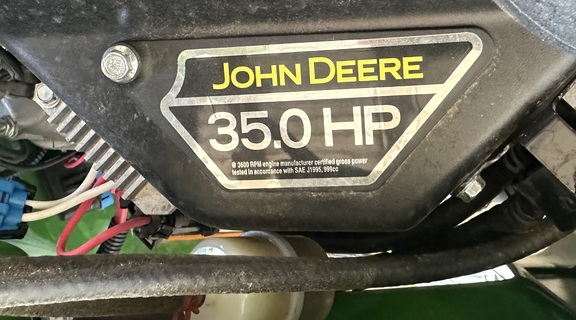 JOHN DEERE
35.0 HP
@ 3600 RPM engine manufacturer certified gross power
tested in accordance with SAE J1995, 999cc